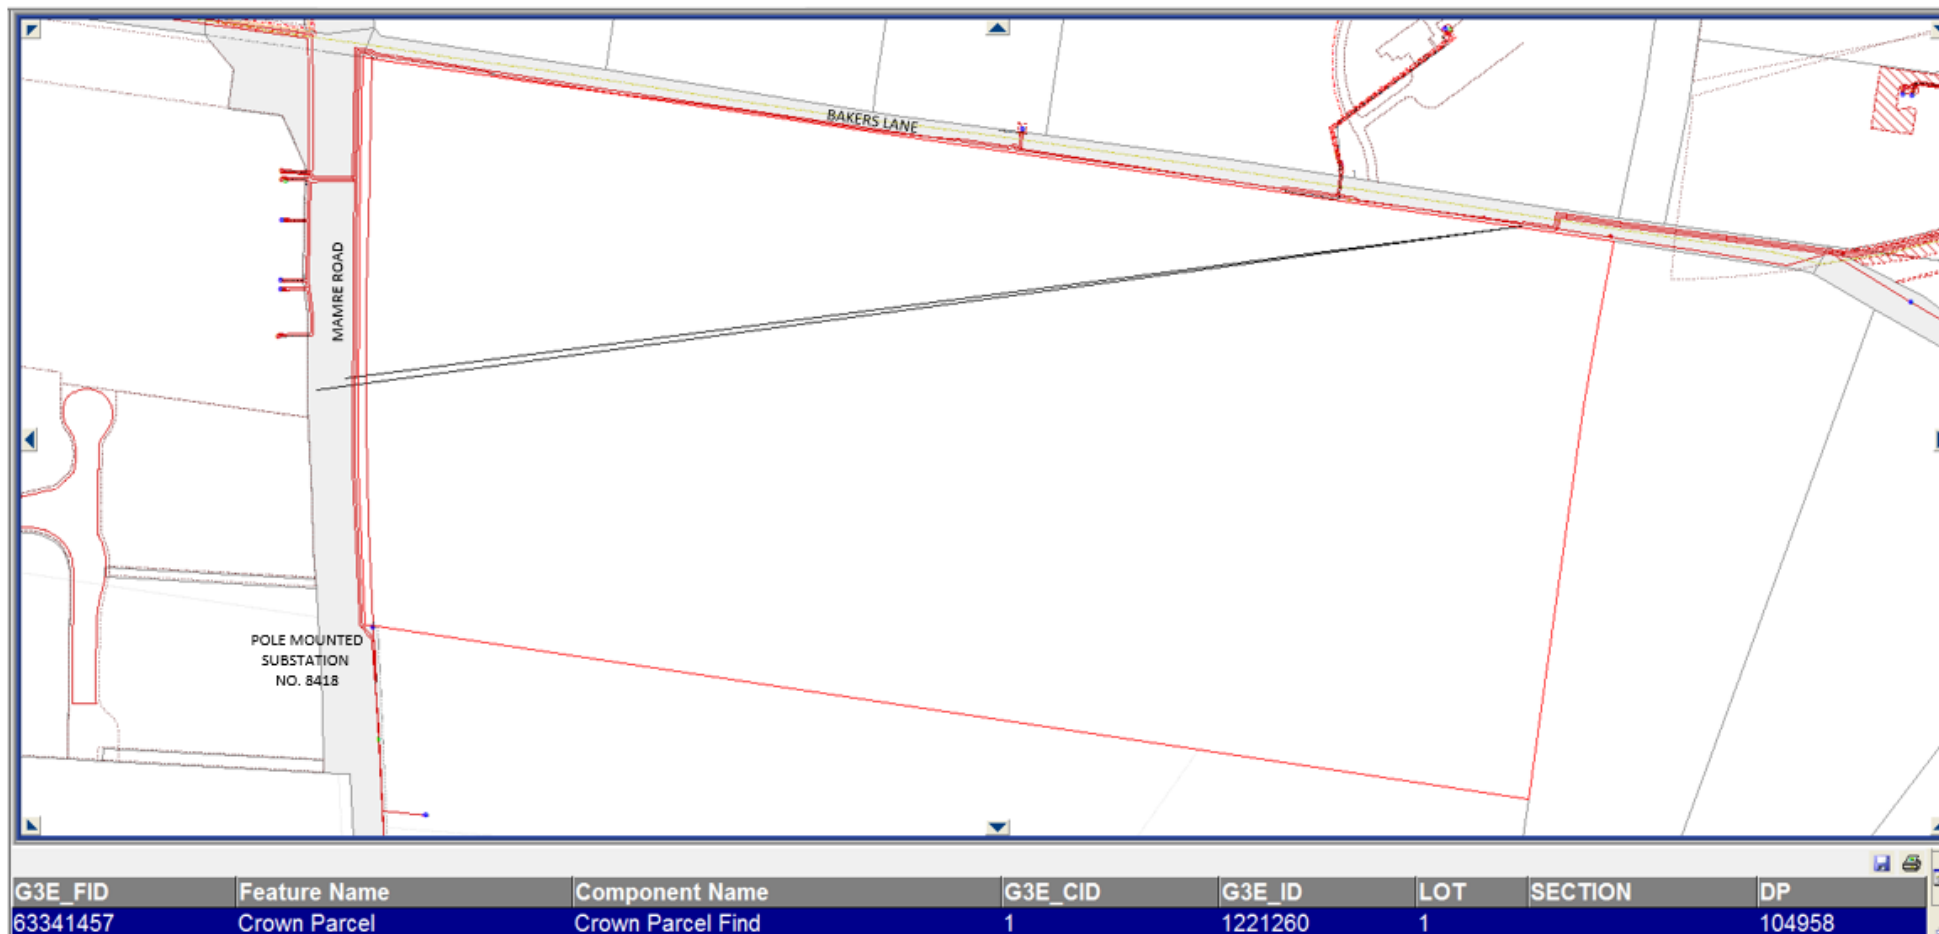 BAKERS LANE
MAMRE ROAD
POLE MOUNTED
SUBSTATION
NO. 8418
G3E_FID Feature Name Component Name G3E_CID G3E_ID LOT SECTION DP
63341457 Crown Parcel Crown Parcel Find 1 1221260 1 104958